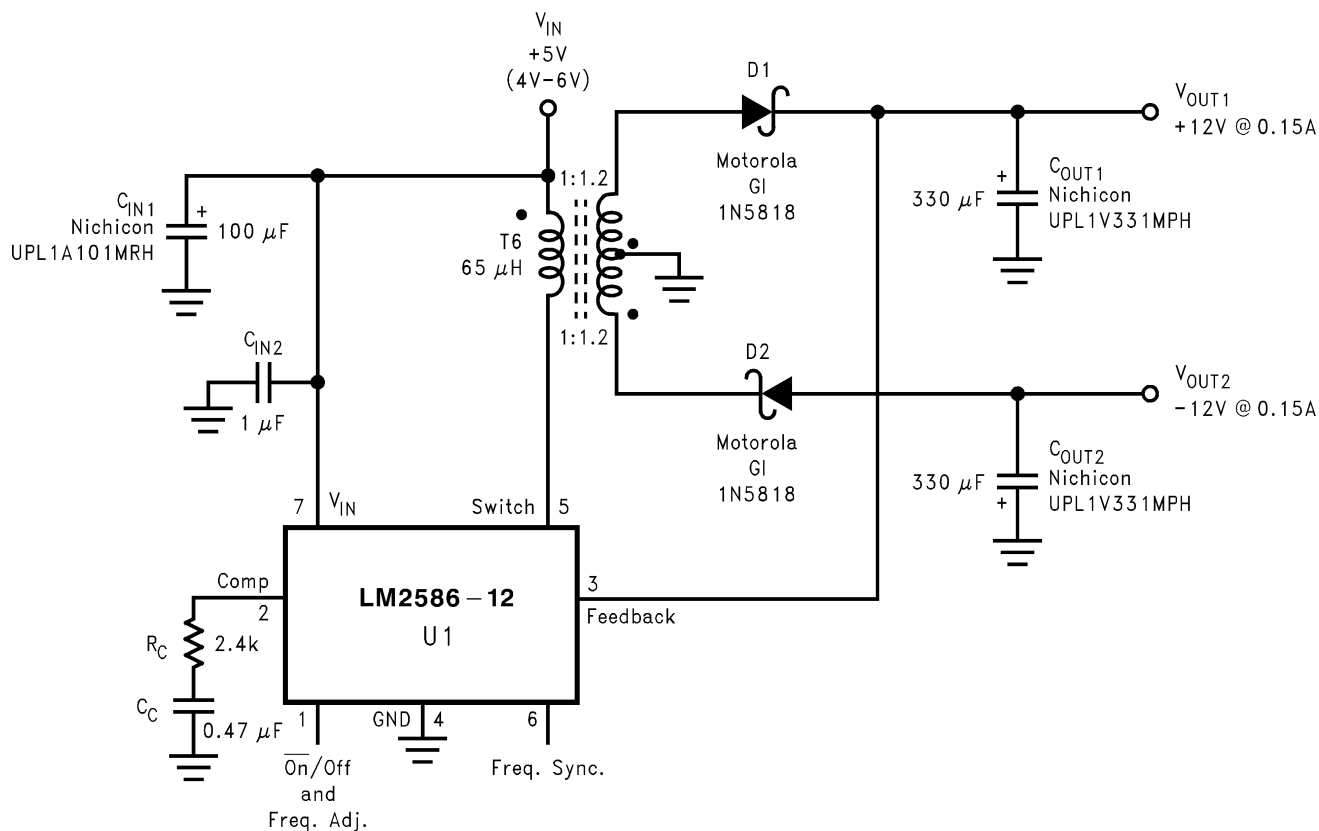 V_IN
+5V
(4V-6V)
D1
V_OUT1
+12V @ 0.15A
Motorola
GI
1N5818
C_IN1
Nichicon
UPL1A101MRH
+
100 μF
1:1.2
T6
65 μH
1:1.2
330 μF
+
C_OUT1
Nichicon
UPL1V331MPH
C_IN2
1 μF
D2
Motorola
GI
1N5818
V_OUT2
-12V @ 0.15A
330 μF
+
C_OUT2
Nichicon
UPL1V331MPH
7
V_IN
Switch
5
Comp
2
LM2586-12
U1
3
Feedback
R_C
2.4k
C_C
0.47 μF
1
GND
4
6
O̅n̅/Off
and
Freq. Adj.
Freq. Sync.